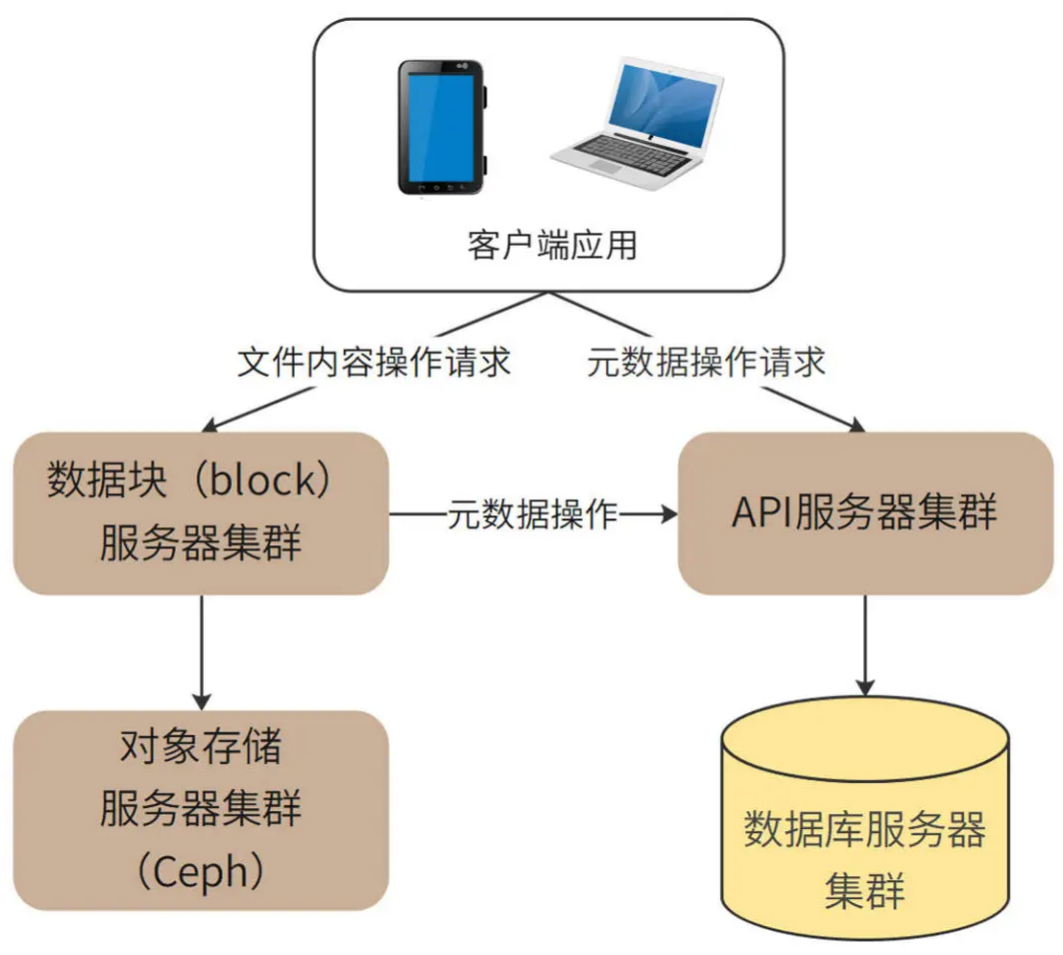 客户端应用
文件内容操作请求
元数据操作请求
数据块（block）
服务器集群
元数据操作
API服务器集群
对象存储
服务器集群
（Ceph）
数据库服务器
集群